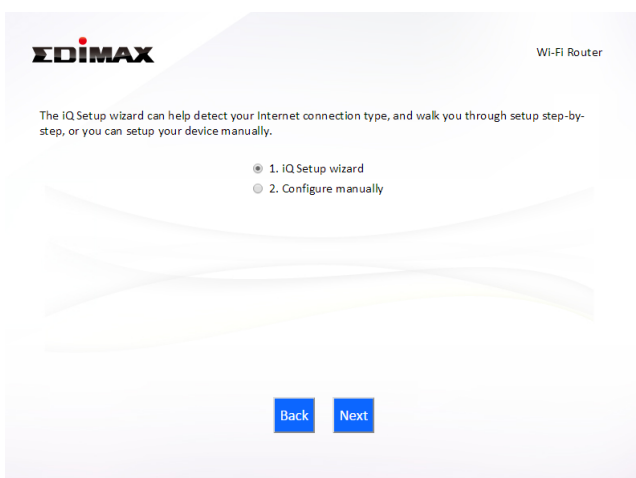 EDIMAX
Wi-Fi Router
The iQ Setup wizard can help detect your Internet connection type, and walk you through setup step-by-
step, or you can setup your device manually.
1. iQ Setup wizard
2. Configure manually
Back
Next